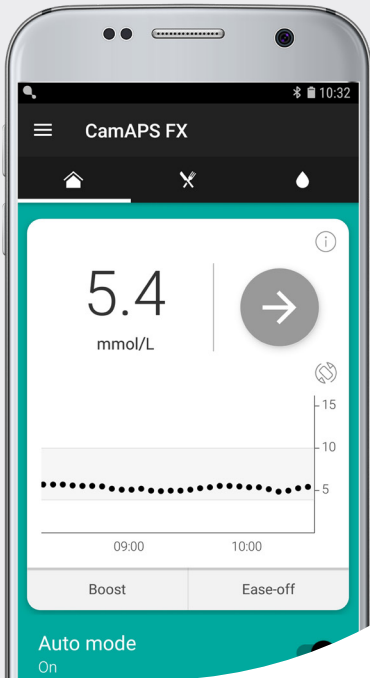 10:32
CamAPS FX
5.4
mmol/L
15
10
5
09:00
10:00
Boost
Ease-off
Auto mode
On